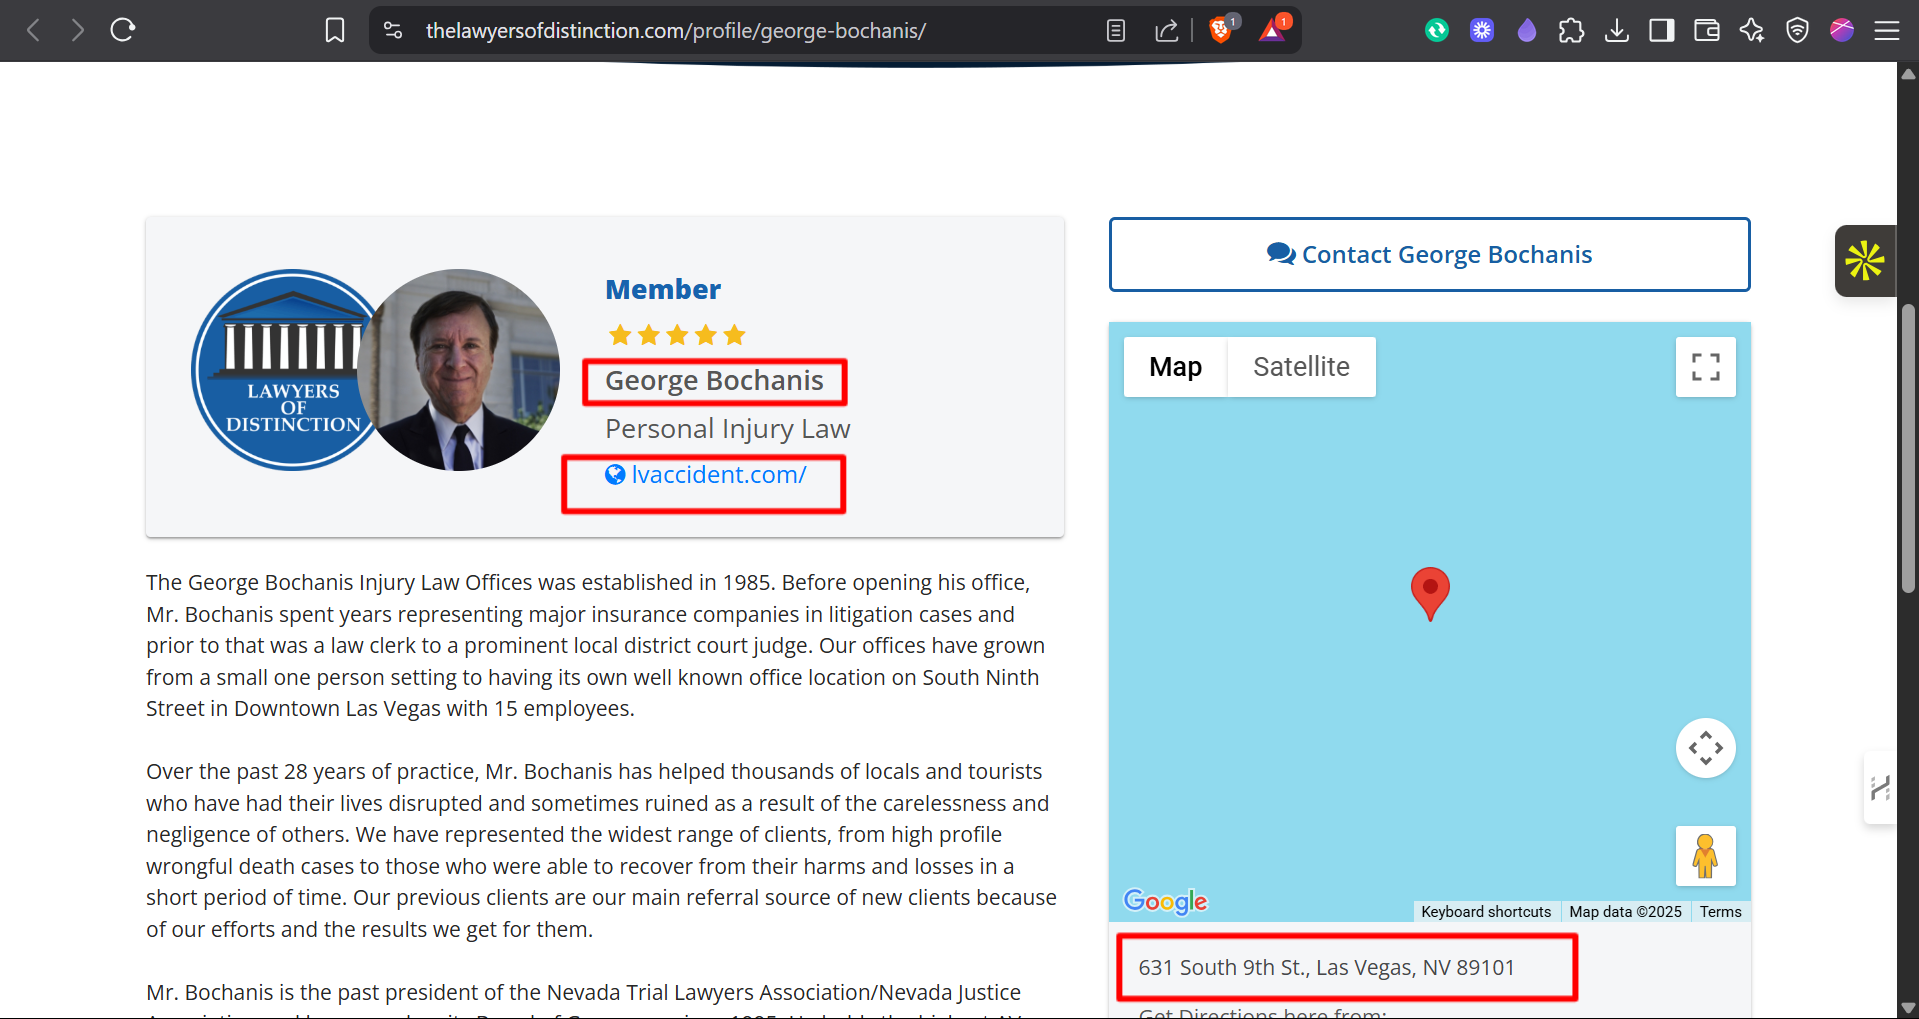 thelawyersofdistinction.com/profile/george-bochanis/
1
1
LAWYERS
OF
DISTINCTION
Member
George Bochanis
Personal Injury Law
lvaccident.com/
The George Bochanis Injury Law Offices was established in 1985. Before opening his office,
Mr. Bochanis spent years representing major insurance companies in litigation cases and
prior to that was a law clerk to a prominent local district court judge. Our offices have grown
from a small one person setting to having its own well known office location on South Ninth
Street in Downtown Las Vegas with 15 employees.
Over the past 28 years of practice, Mr. Bochanis has helped thousands of locals and tourists
who have had their lives disrupted and sometimes ruined as a result of the carelessness and
negligence of others. We have represented the widest range of clients, from high profile
wrongful death cases to those who were able to recover from their harms and losses in a
short period of time. Our previous clients are our main referral source of new clients because
of our efforts and the results we get for them.
Mr. Bochanis is the past president of the Nevada Trial Lawyers Association/Nevada Justice
Contact George Bochanis
Map
Satellite
Google
Keyboard shortcuts
Map data ©2025
Terms
631 South 9th St., Las Vegas, NV 89101
Get Directions here from: